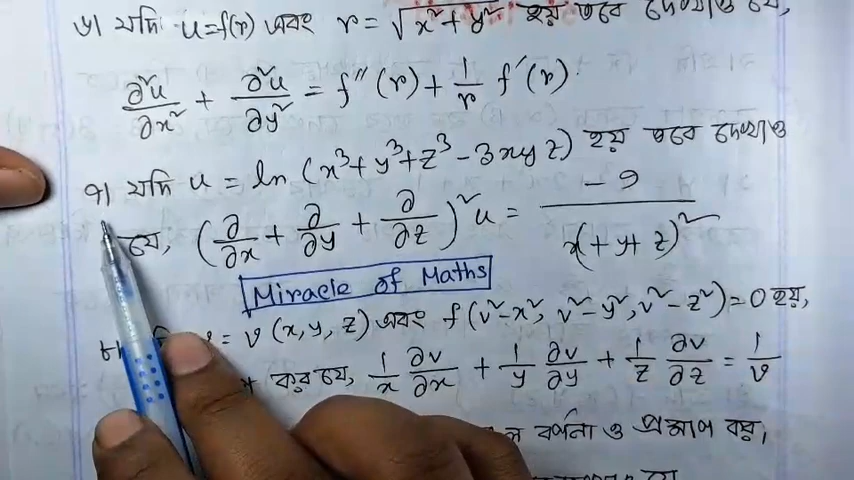 ৬। যদি u=f(r) এবং r = √x²+y² হয় তবে দেখাও যে,
∂²u/∂x² + ∂²u/∂y² = f″(r) + 1/r f′(r).
৭। যদি u = ln (x³+y³+z³-3xyz) হয় তবে দেখাও
যে, (∂/∂x + ∂/∂y + ∂/∂z)² u = -9/x(+y+z)²
Miracle of Maths
৮। = v(x, y, z) এবং f(v²-x², v²-y², v²-z²) = 0 হয়,
কর যে, 1/x ∂v/∂x + 1/y ∂v/∂y + 1/z ∂v/∂z = 1/v
বর্ণনা ও প্রমাণ কর।